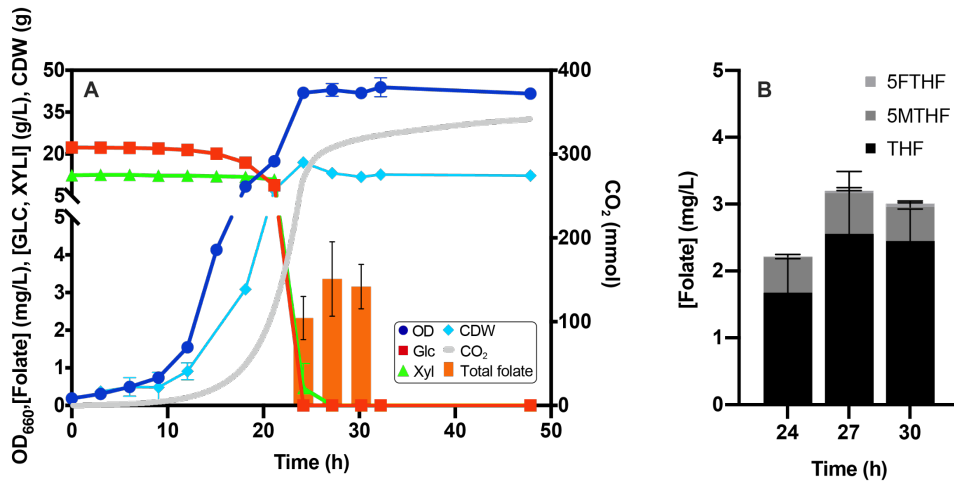 OD660,[Folate] (mg/L), [GLC, XYLI] (g/L), CDW (g)
A
50
35
20
5
5
4
3
2
1
0
400
300
200
100
0
CO2 (mmol)
OD
CDW
Glc
CO2
Xyl
Total folate
0
10
20
30
40
50
Time (h)
B
5FTHF
5MTHF
THF
[Folate] (mg/L)
5
4
3
2
1
0
24
27
30
Time (h)